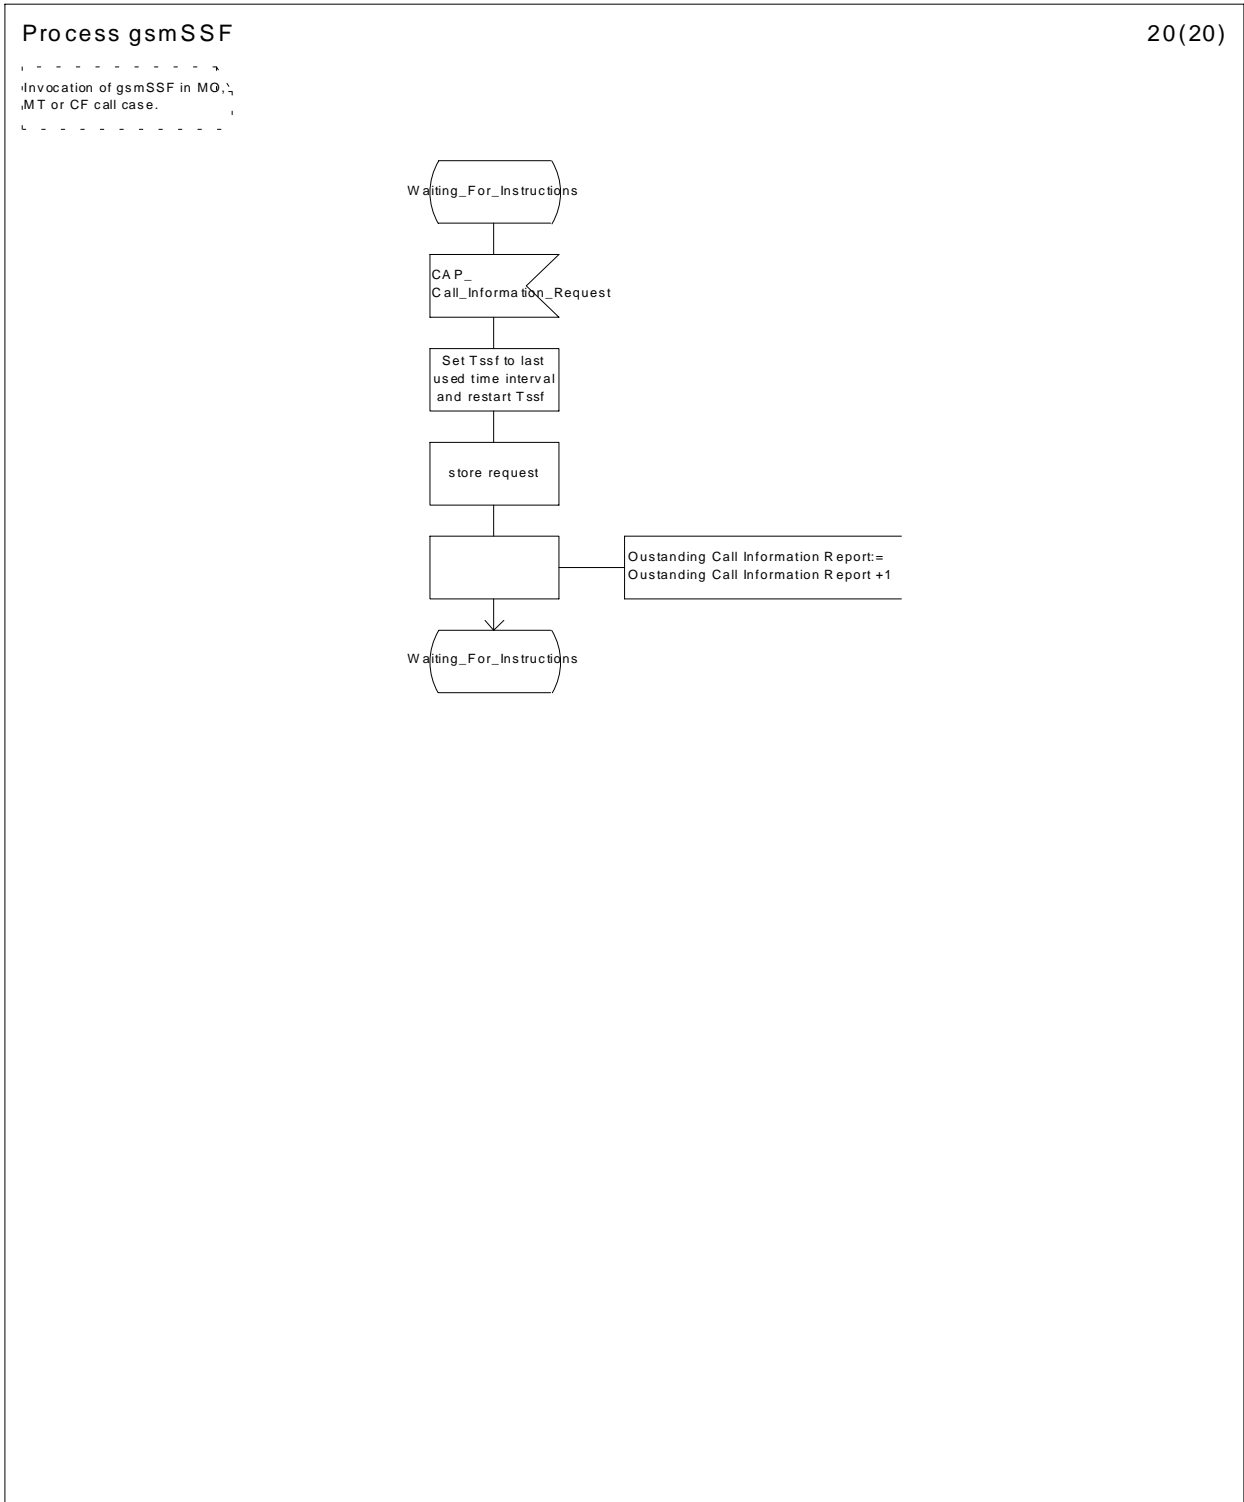 Process gsmSSF
20(20)
Invocation of gsmSSF in MO,
MT or CF call case.
Waiting_For_Instructions
CAP_
Call_Information_Request
Set Tssf to last
used time interval
and restart Tssf
store request
Oustanding Call Information Report:=
Oustanding Call Information Report +1
Waiting_For_Instructions